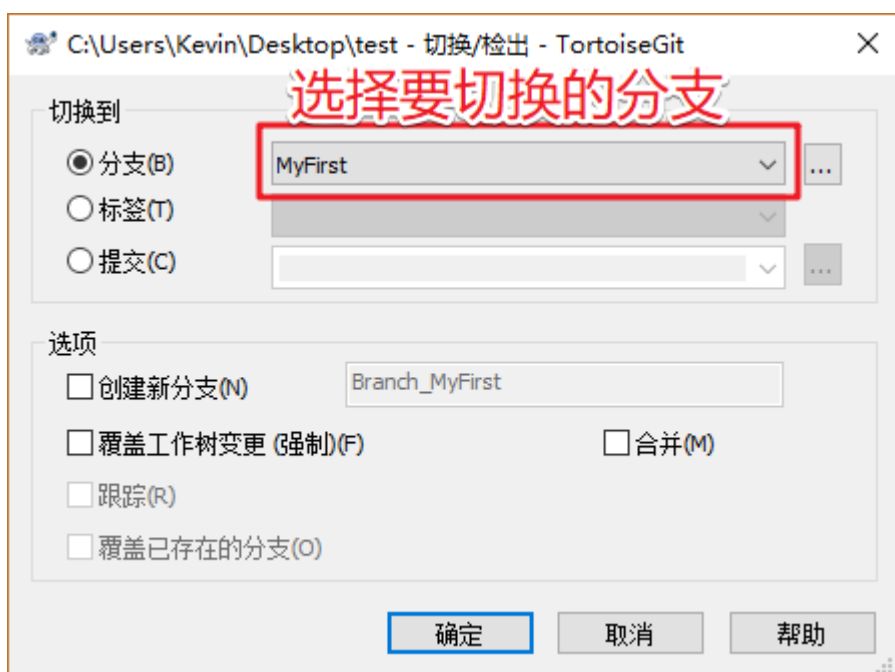 C:\Users\Kevin\Desktop\test - 切换/检出 - TortoiseGit
选择要切换的分支
切换到
分支(B)
MyFirst
...
标签(T)
提交(C)
...
选项
创建新分支(N)
Branch_MyFirst
覆盖工作树变更 (强制)(F)
合并(M)
跟踪(R)
覆盖已存在的分支(O)
确定
取消
帮助